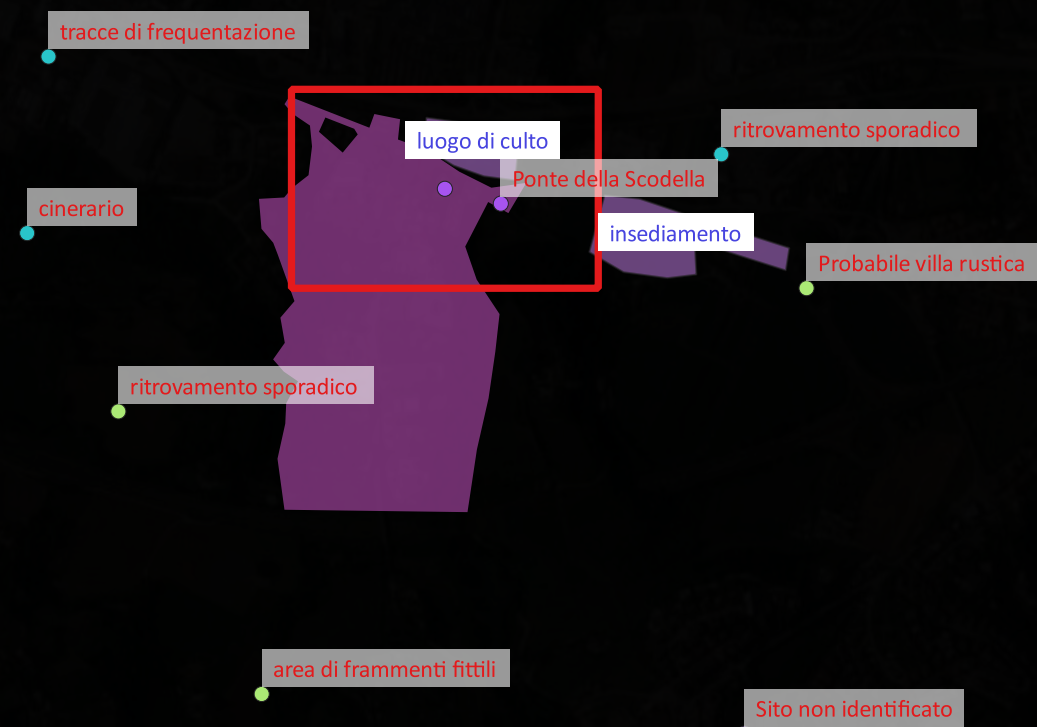 tracce di frequentazione
ritrovamento sporadico
luogo di culto
Ponte della Scodella
cinerario
insediamento
Probabile villa rustica
ritrovamento sporadico
area di frammenti fittili
Sito non identificato